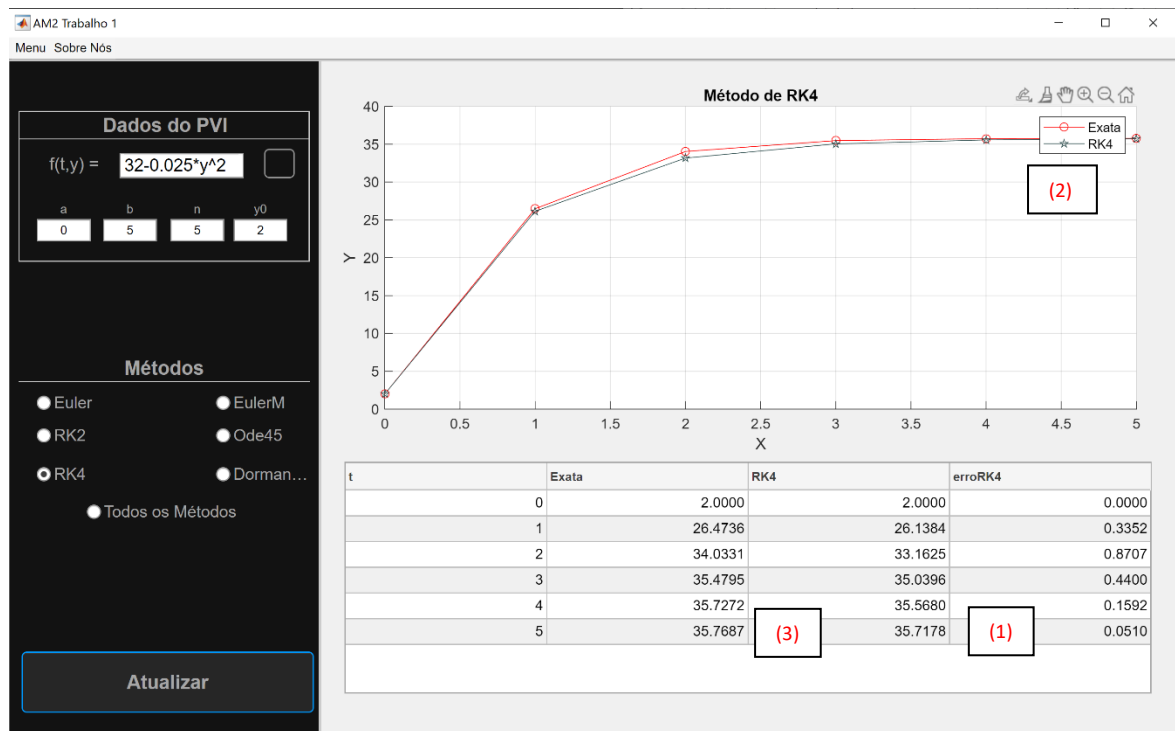 AM2 Trabalho 1
Menu Sobre Nós
Dados do PVI
f(t,y) = 32-0.025*y^2
a b n y0
0 5 5 2
Métodos
Euler EulerM
RK2 Ode45
RK4 Dorman...
Todos os Métodos
Atualizar
Método de RK4
Exata
RK4
(2)
Y
40
35
30
25
20
15
10
5
0
0 0.5 1 1.5 2 2.5 3 3.5 4 4.5 5
X
t Exata RK4 erroRK4
0 2.0000 2.0000 0.0000
1 26.4736 26.1384 0.3352
2 34.0331 33.1625 0.8707
3 35.4795 35.0396 0.4400
4 35.7272 35.5680 0.1592
5 35.7687 35.7178 0.0510
(3) (1)